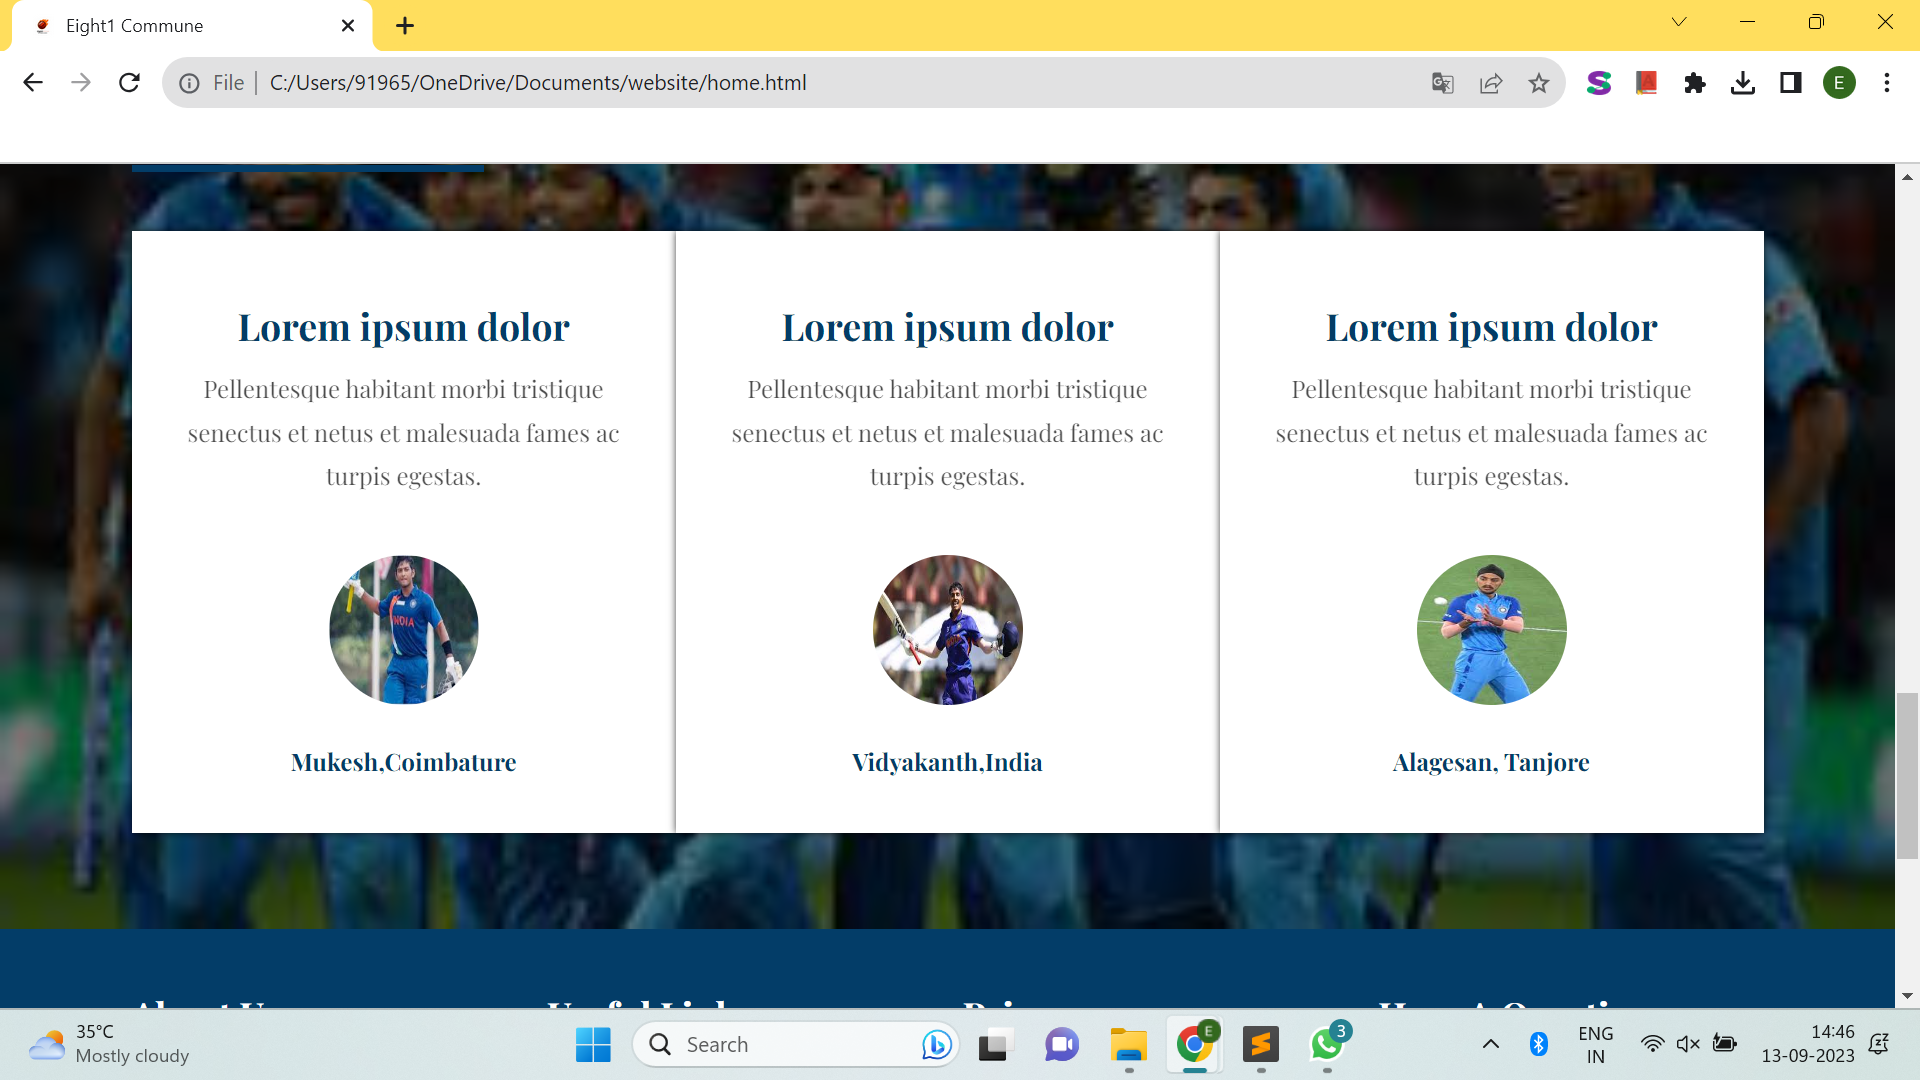 Eight1 Commune
File
C:/Users/91965/OneDrive/Documents/website/home.html
E
Lorem ipsum dolor
Pellentesque habitant morbi tristique
senectus et netus et malesuada fames ac
turpis egestas.
INDIA
Mukesh,Coimbature
Lorem ipsum dolor
Pellentesque habitant morbi tristique
senectus et netus et malesuada fames ac
turpis egestas.
Vidyakanth,India
Lorem ipsum dolor
Pellentesque habitant morbi tristique
senectus et netus et malesuada fames ac
turpis egestas.
Alagesan, Tanjore
About Us
35°C
Mostly cloudy
Search
E
3
ENG
IN
14:46
13-09-2023